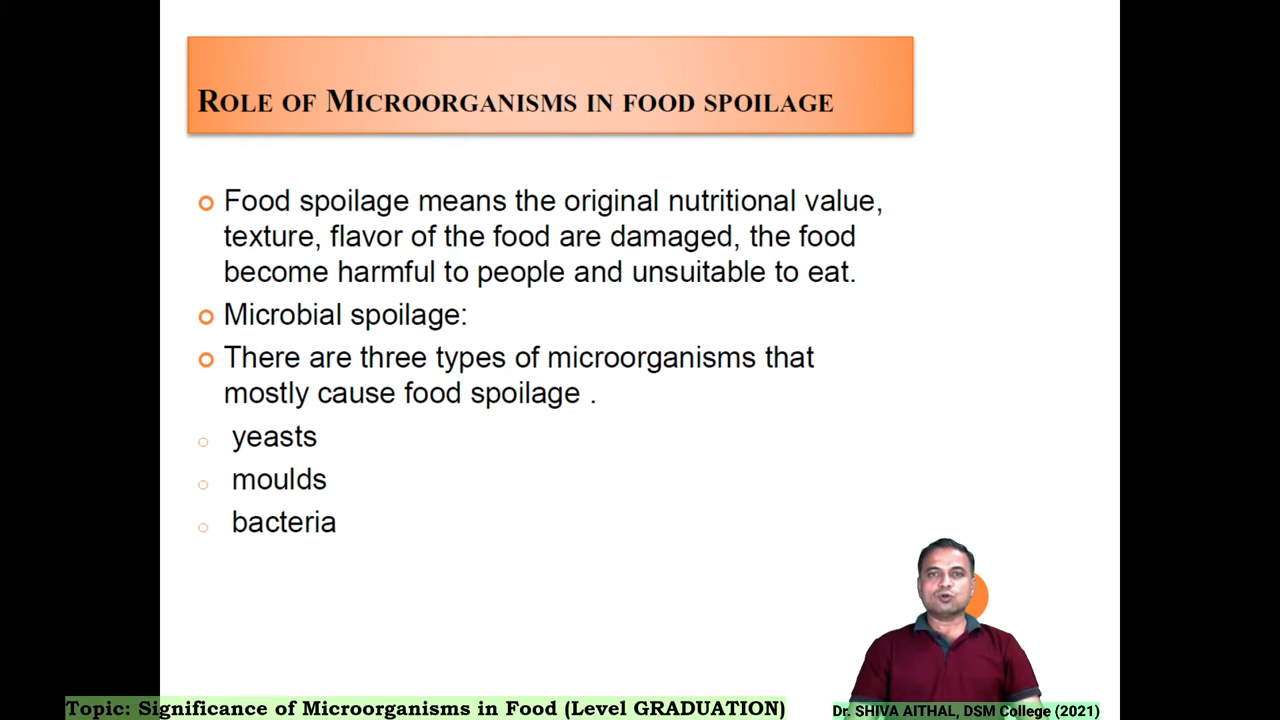 ROLE OF MICROORGANISMS IN FOOD SPOILAGE
Food spoilage means the original nutritional value,
texture, flavor of the food are damaged, the food
become harmful to people and unsuitable to eat.
Microbial spoilage:
There are three types of microorganisms that
mostly cause food spoilage .
yeasts
moulds
bacteria
Topic: Significance of Microorganisms in Food (Level GRADUATION)
Dr. SHIVA AITHAL, DSM College (2021)